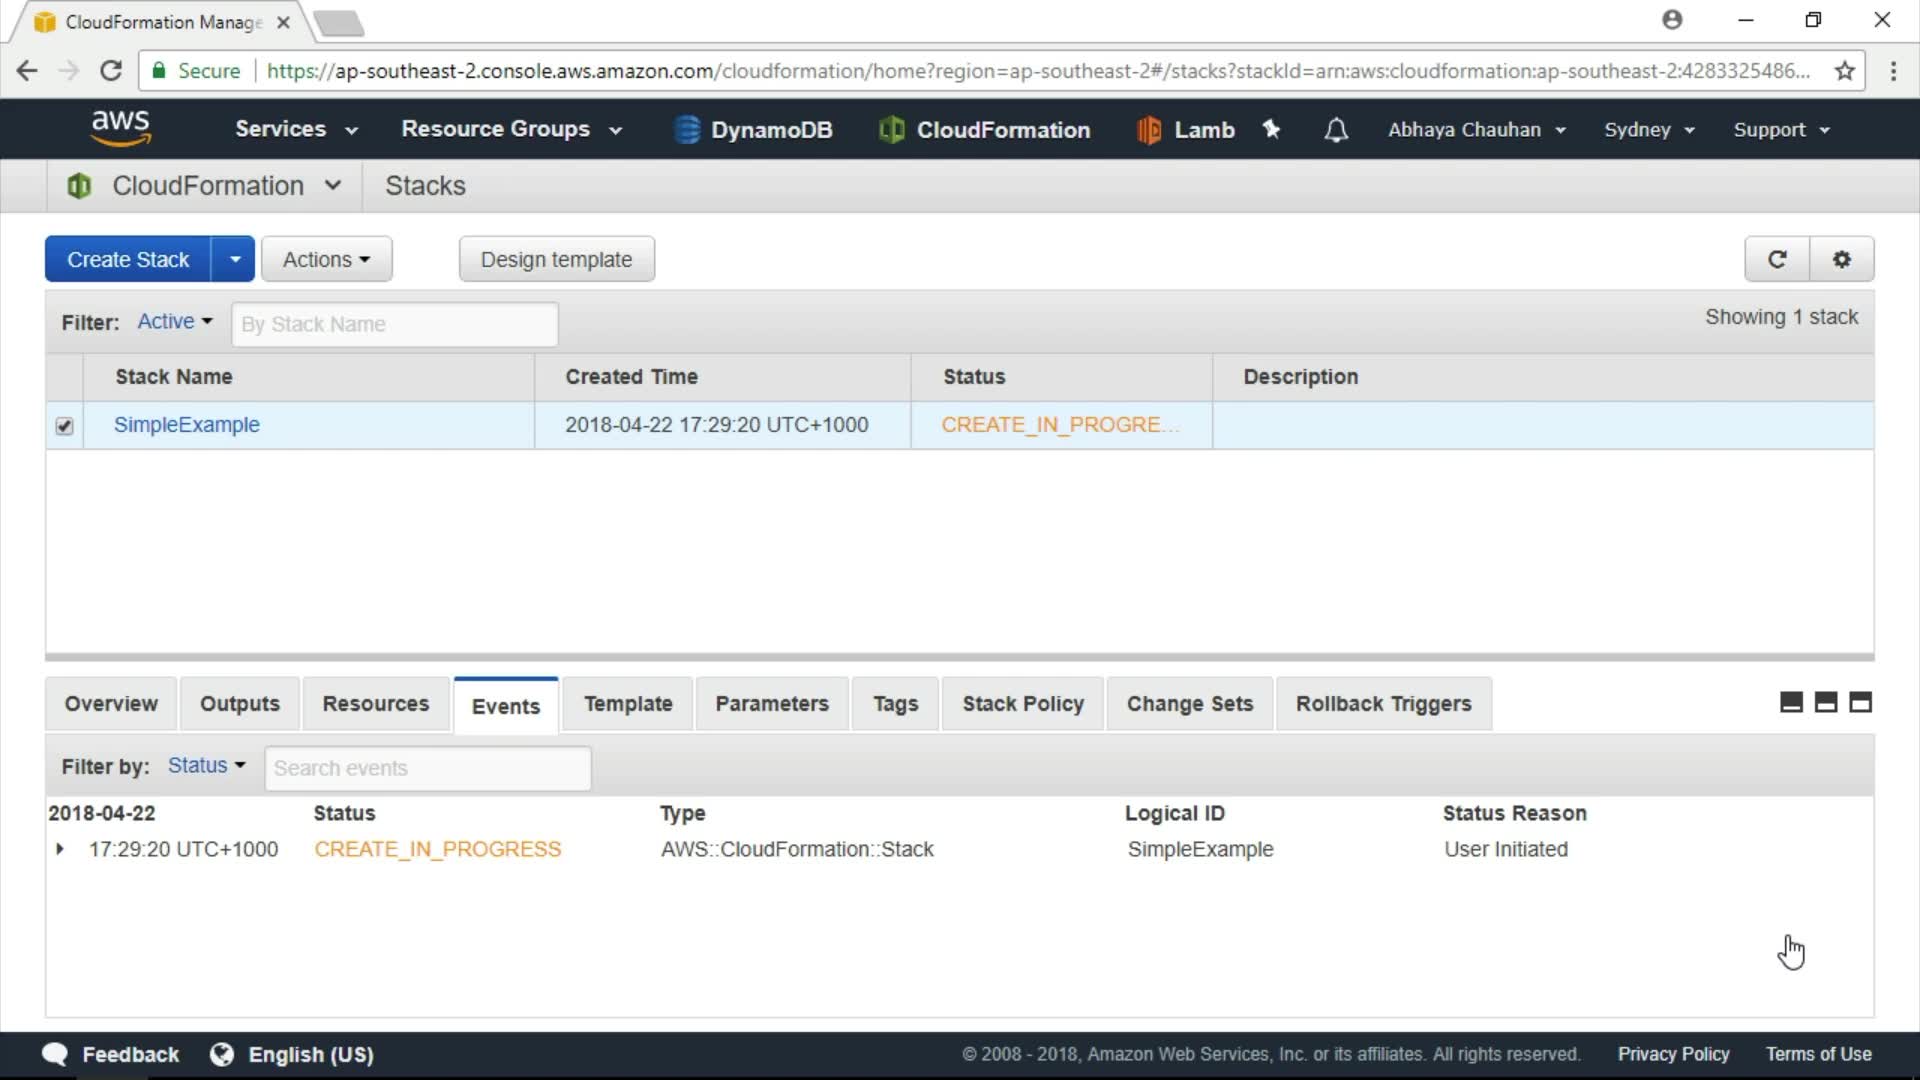 CloudFormation Manage
Secure https://ap-southeast-2.console.aws.amazon.com/cloudformation/home?region=ap-southeast-2#/stacks?stackId=arn:aws:cloudformation:ap-southeast-2:4283325486...
aws Services Resource Groups DynamoDB CloudFormation Lamb Abhaya Chauhan Sydney Support
CloudFormation Stacks
Create Stack Actions Design template
Filter: Active By Stack Name Showing 1 stack
Stack Name Created Time Status Description
SimpleExample 2018-04-22 17:29:20 UTC+1000 CREATE_IN_PROGRE...
Overview Outputs Resources Events Template Parameters Tags Stack Policy Change Sets Rollback Triggers
Filter by: Status Search events
2018-04-22 Status Type Logical ID Status Reason
17:29:20 UTC+1000 CREATE_IN_PROGRESS AWS::CloudFormation::Stack SimpleExample User Initiated
Feedback English (US) © 2008 - 2018, Amazon Web Services, Inc. or its affiliates. All rights reserved. Privacy Policy Terms of Use